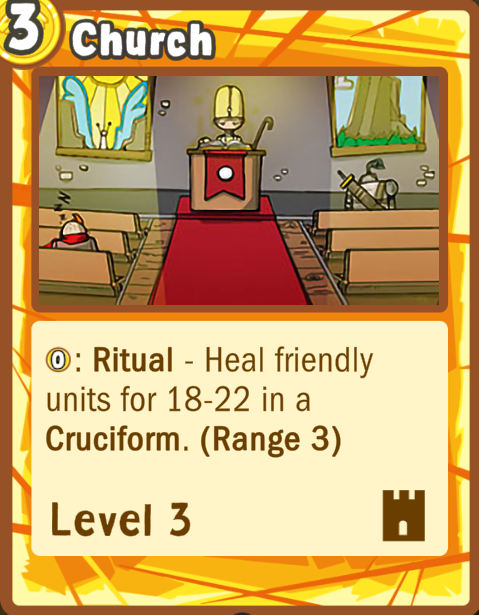 3
Church
z z z
0: Ritual - Heal friendly
units for 18-22 in a
Cruciform. (Range 3)
Level 3